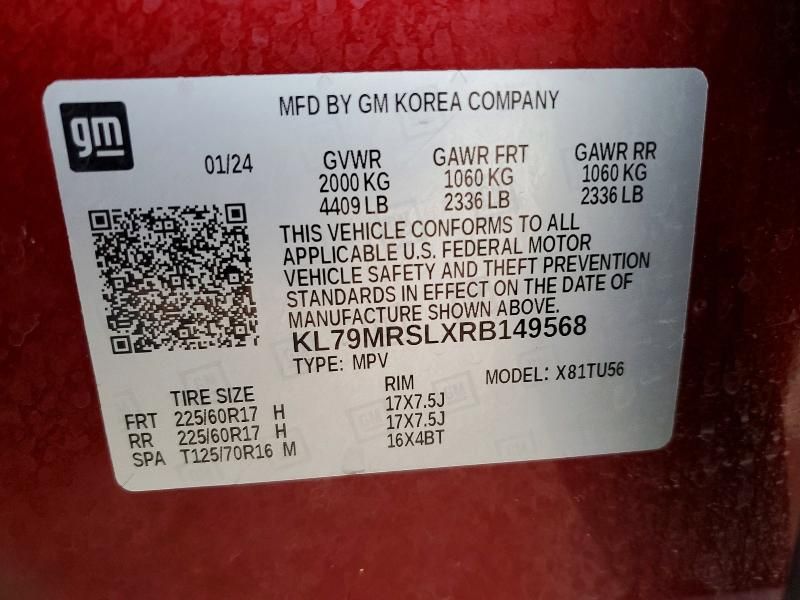 gm
MFD BY GM KOREA COMPANY
01/24
GVWR GAWR FRT GAWR RR
2000 KG 1060 KG 1060 KG
4409 LB 2336 LB 2336 LB
THIS VEHICLE CONFORMS TO ALL
APPLICABLE U.S. FEDERAL MOTOR
VEHICLE SAFETY AND THEFT PREVENTION
STANDARDS IN EFFECT ON THE DATE OF
MANUFACTURE SHOWN ABOVE.
KL79MRSLXRB149568
TYPE: MPV MODEL: X81TU56
TIRE SIZE RIM
FRT 225/60R17 H 17X7.5J
RR 225/60R17 H 17X7.5J
SPA T125/70R16 M 16X4BT